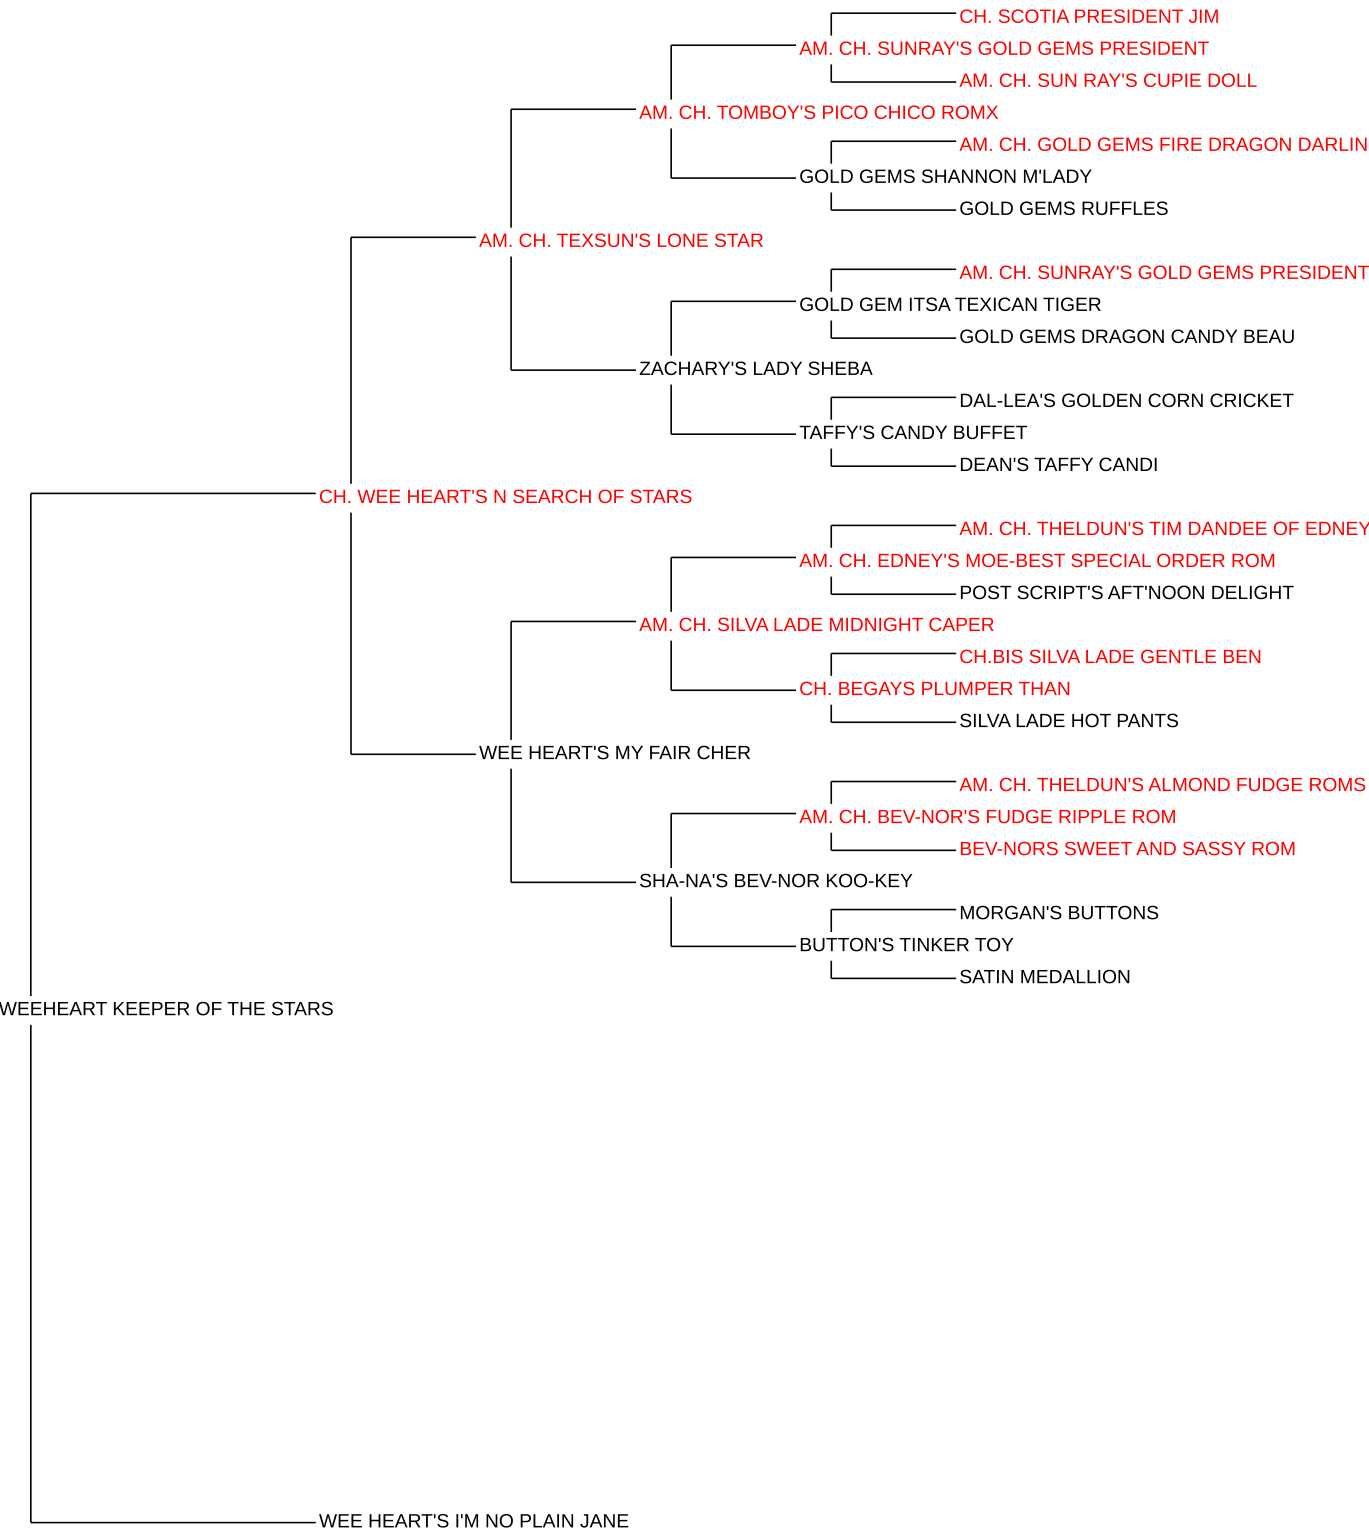 CH. SCOTIA PRESIDENT JIM
AM. CH. SUNRAY'S GOLD GEMS PRESIDENT
AM. CH. SUN RAY'S CUPIE DOLL
AM. CH. TOMBOY'S PICO CHICO ROMX
AM. CH. GOLD GEMS FIRE DRAGON DARLIN
GOLD GEMS SHANNON M'LADY
GOLD GEMS RUFFLES
AM. CH. TEXSUN'S LONE STAR
AM. CH. SUNRAY'S GOLD GEMS PRESIDENT
GOLD GEM ITSA TEXICAN TIGER
GOLD GEMS DRAGON CANDY BEAU
ZACHARY'S LADY SHEBA
DAL-LEA'S GOLDEN CORN CRICKET
TAFFY'S CANDY BUFFET
DEAN'S TAFFY CANDI
CH. WEE HEART'S N SEARCH OF STARS
AM. CH. THELDUN'S TIM DANDEE OF EDNEY
AM. CH. EDNEY'S MOE-BEST SPECIAL ORDER ROM
POST SCRIPT'S AFT'NOON DELIGHT
AM. CH. SILVA LADE MIDNIGHT CAPER
CH.BIS SILVA LADE GENTLE BEN
CH. BEGAYS PLUMPER THAN
SILVA LADE HOT PANTS
WEE HEART'S MY FAIR CHER
AM. CH. THELDUN'S ALMOND FUDGE ROMS
AM. CH. BEV-NOR'S FUDGE RIPPLE ROM
BEV-NORS SWEET AND SASSY ROM
SHA-NA'S BEV-NOR KOO-KEY
MORGAN'S BUTTONS
BUTTON'S TINKER TOY
SATIN MEDALLION
WEEHEART KEEPER OF THE STARS
WEE HEART'S I'M NO PLAIN JANE